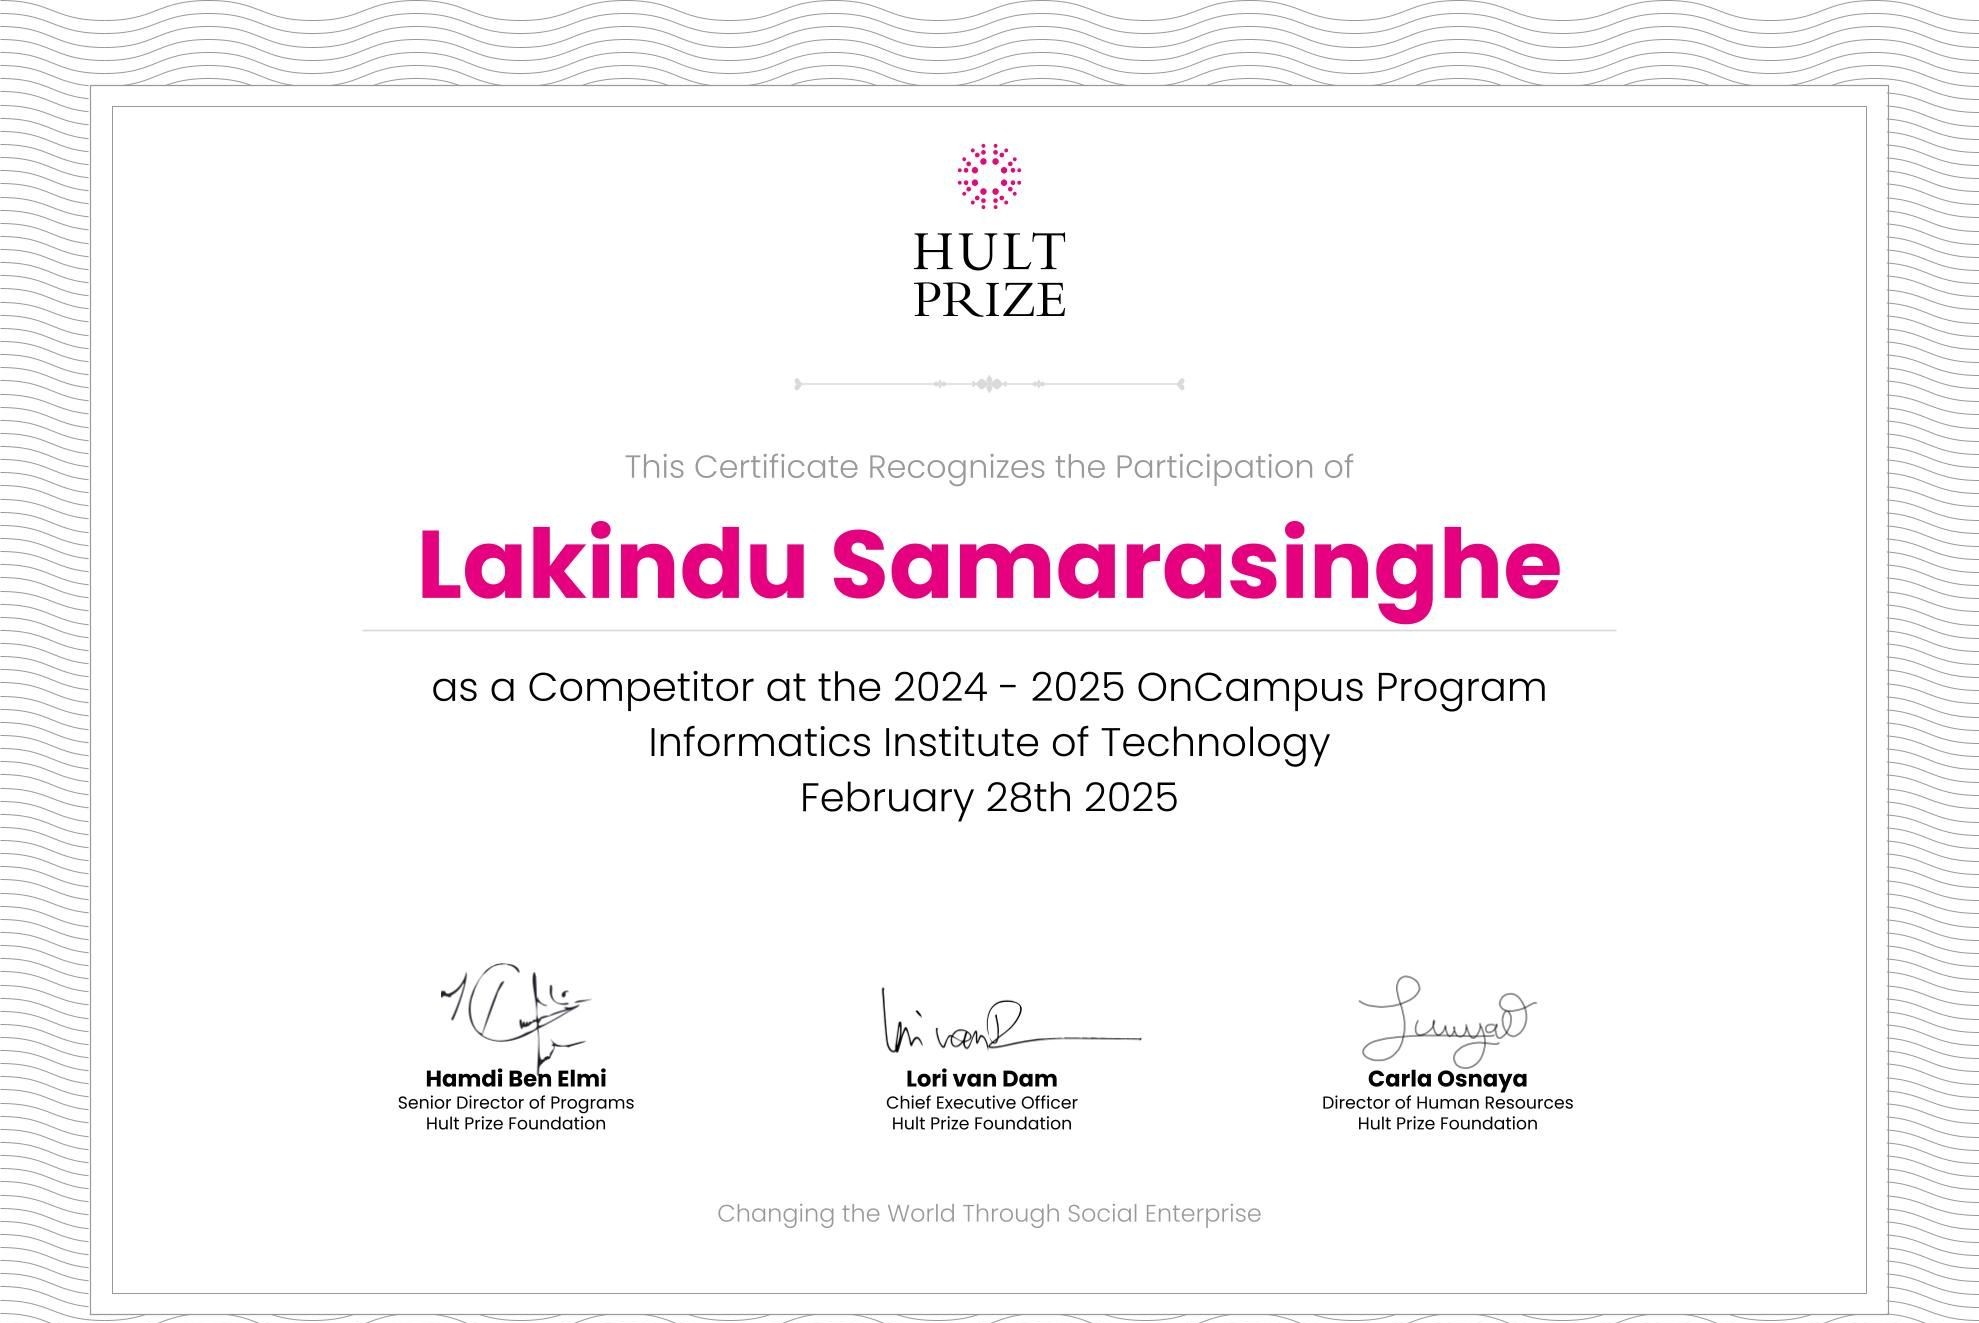 HULT
PRIZE
This Certificate Recognizes the Participation of
Lakindu Samarasinghe
as a Competitor at the 2024 - 2025 OnCampus Program
Informatics Institute of Technology
February 28th 2025
Hamdi Ben Elmi
Senior Director of Programs
Hult Prize Foundation
Lori van Dam
Chief Executive Officer
Hult Prize Foundation
Carla Osnaya
Director of Human Resources
Hult Prize Foundation
Changing the World Through Social Enterprise